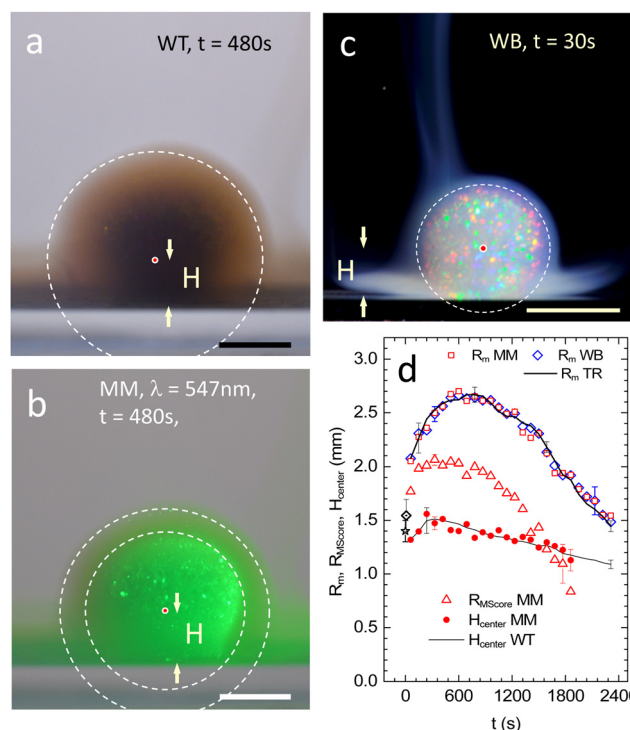 a
WT, t = 480s
H
b
MM, λ = 547nm,
t = 480s,
H
c
WB, t = 30s
H
d
Rm MM
Rm WB
Rm TR
RMScore MM
Hcenter MM
Hcenter WT
Rm, RMScore, Hcenter (mm)
3.0
2.5
2.0
1.5
1.0
0.5
0.0
0 600 1200 1800 2400
t (s)